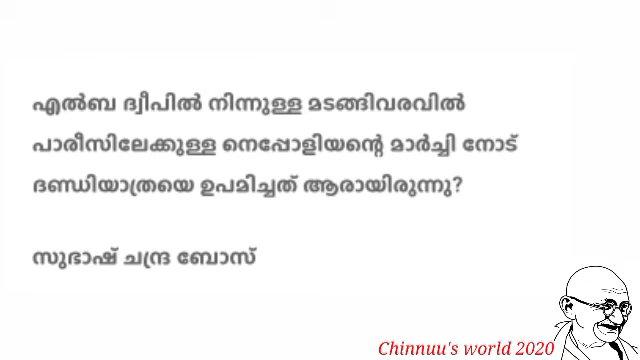 എൽബ ദ്വീപിൽ നിന്നുള്ള മടങ്ങിവരവിൽ
പാരീസിലേക്കുള്ള നെപ്പോളിയന്റെ മാർച്ചി നോട്
ദണ്ഡിയാത്രയെ ഉപമിച്ചത് ആരായിരുന്നു?
സുഭാഷ് ചന്ദ്ര ബോസ്
Chinnuu's world 2020